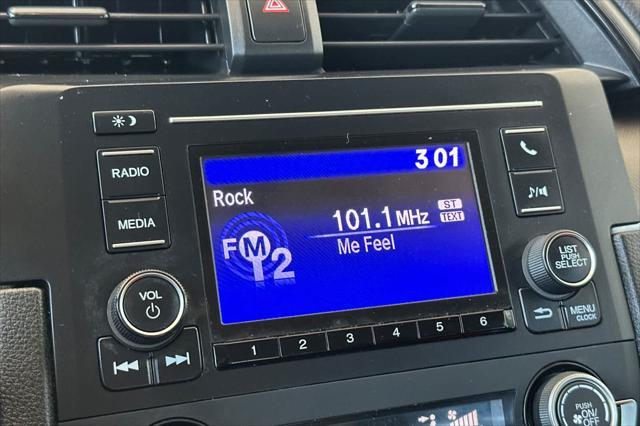 RADIO
MEDIA
VOL
3 01
Rock
101.1 MHz
ST
TEXT
Me Feel
FM2
1 2 3 4 5 6
LIST
PUSH
SELECT
MENU
CLOCK
PUSH
ON/OFF